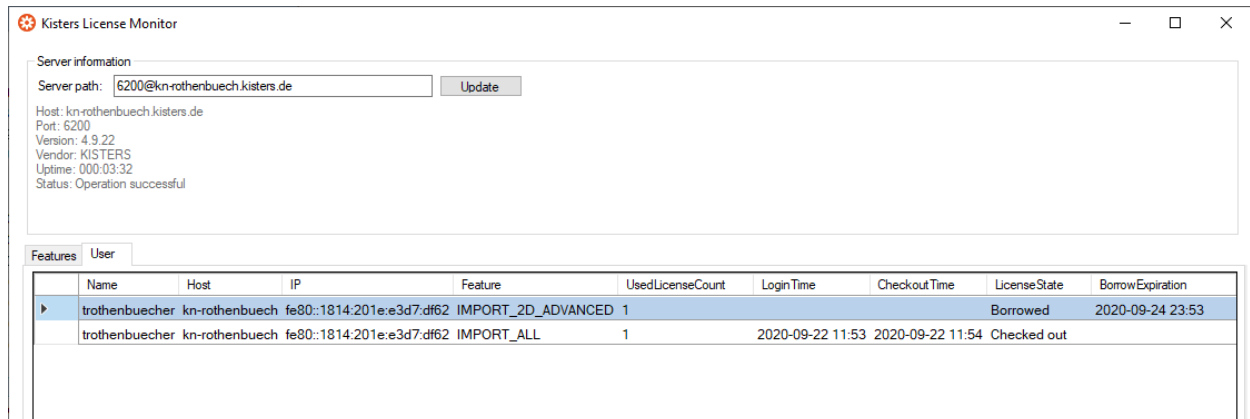 Kisters License Monitor
Server information
Server path: 6200@kn-rothenbuech.kisters.de Update
Host: kn-rothenbuech.kisters.de
Port: 6200
Version: 4.9.22
Vendor: KISTERS
Uptime: 000:03:32
Status: Operation successful
Features User
Name Host IP Feature UsedLicenseCount LoginTime CheckoutTime LicenseState BorrowExpiration
trothenbuecher kn-rothenbuech fe80::1814:201e:e3d7:df62 IMPORT_2D_ADVANCED 1 Borrowed 2020-09-24 23:53
trothenbuecher kn-rothenbuech fe80::1814:201e:e3d7:df62 IMPORT_ALL 1 2020-09-22 11:53 2020-09-22 11:54 Checked out